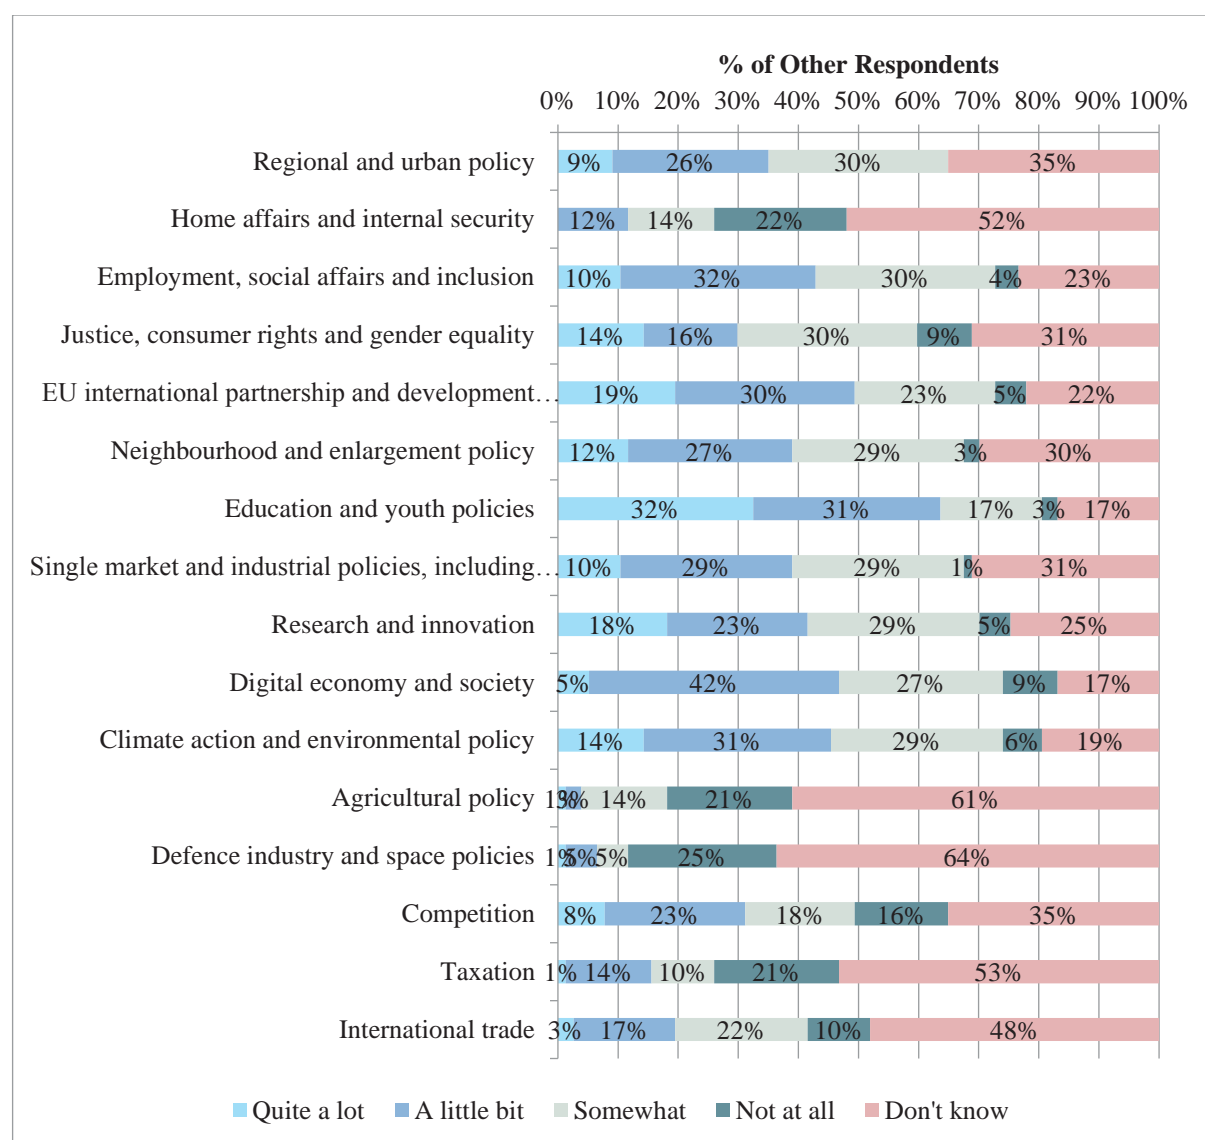 % of Other Respondents
0% 10% 20% 30% 40% 50% 60% 70% 80% 90% 100%
Regional and urban policy 9% 26% 30% 35%
Home affairs and internal security 12% 14% 22% 52%
Employment, social affairs and inclusion 10% 32% 30% 4% 23%
Justice, consumer rights and gender equality 14% 16% 30% 9% 31%
EU international partnership and development… 19% 30% 23% 5% 22%
Neighbourhood and enlargement policy 12% 27% 29% 3% 30%
Education and youth policies 32% 31% 17% 3% 17%
Single market and industrial policies, including… 10% 29% 29% 1% 31%
Research and innovation 18% 23% 29% 5% 25%
Digital economy and society 5% 42% 27% 9% 17%
Climate action and environmental policy 14% 31% 29% 6% 19%
Agricultural policy 1% 3% 14% 21% 61%
Defence industry and space policies 1% 5% 5% 25% 64%
Competition 8% 23% 18% 16% 35%
Taxation 1% 14% 10% 21% 53%
International trade 3% 17% 22% 10% 48%
Quite a lot A little bit Somewhat Not at all Don't know